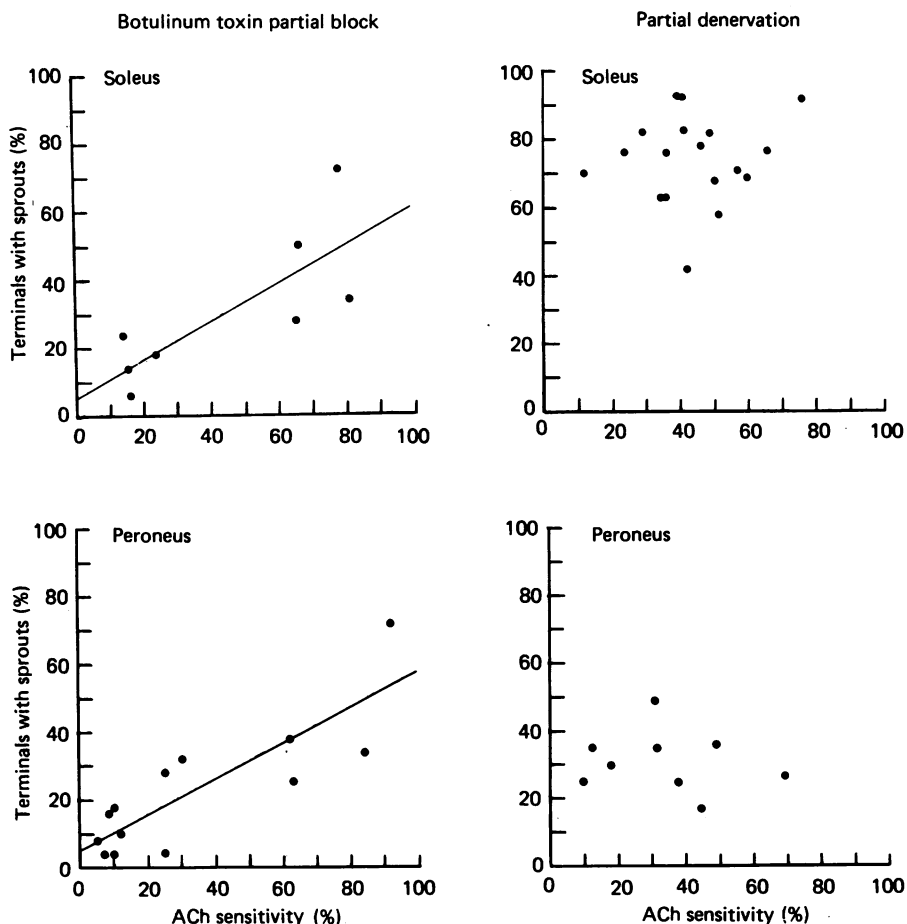 Botulinum toxin partial block
Partial denervation
Soleus
Terminals with sprouts (%)
100
80
60
40
20
0
0 20 40 60 80 100
Soleus
100
80
60
40
20
0
0 20 40 60 80 100
Peroneus
Terminals with sprouts (%)
100
80
60
40
20
0
0 20 40 60 80 100
ACh sensitivity (%)
Peroneus
100
80
60
40
20
0
0 20 40 60 80 100
ACh sensitivity (%)